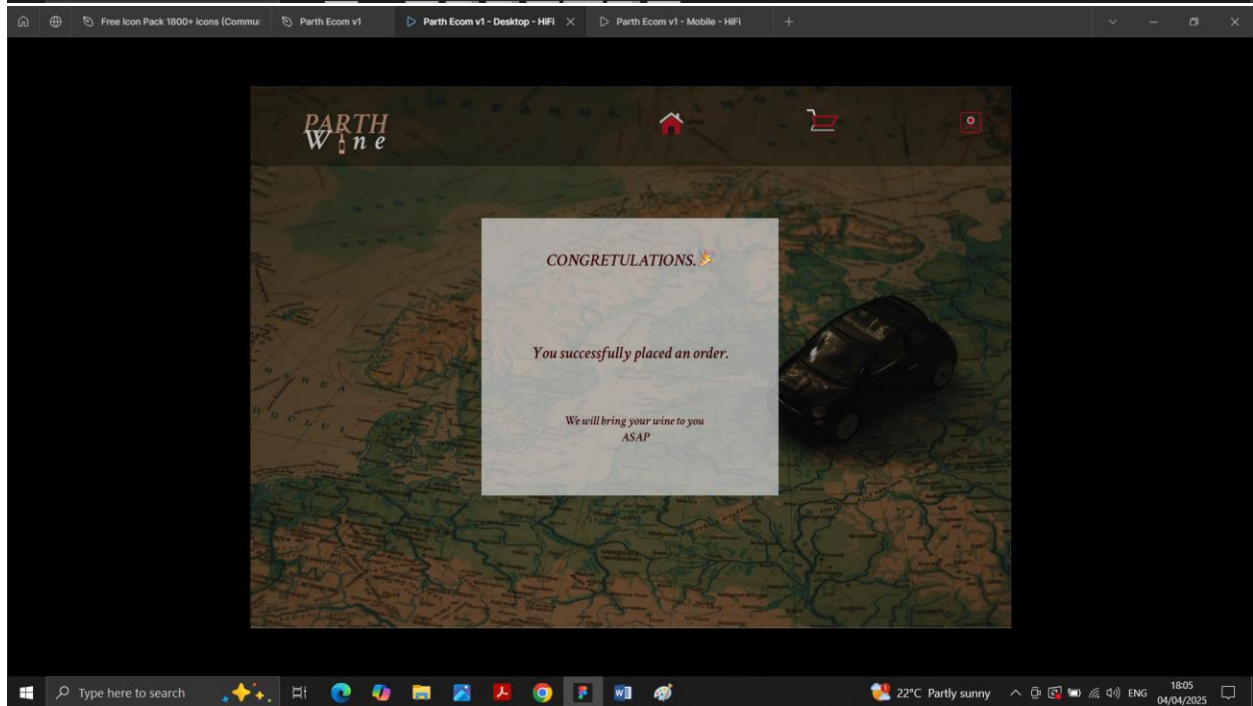 Free Icon Pack 1800+ icons (Commu
Parth Ecom v1
Parth Ecom v1 - Desktop - HiFi
Parth Ecom v1 - Mobile - HiFi
PARTH
Wine
CONGRETULATIONS.🎉
You successfully placed an order.
We will bring your wine to you
ASAP
Type here to search
22°C Partly sunny
ENG
18:05
04/04/2025